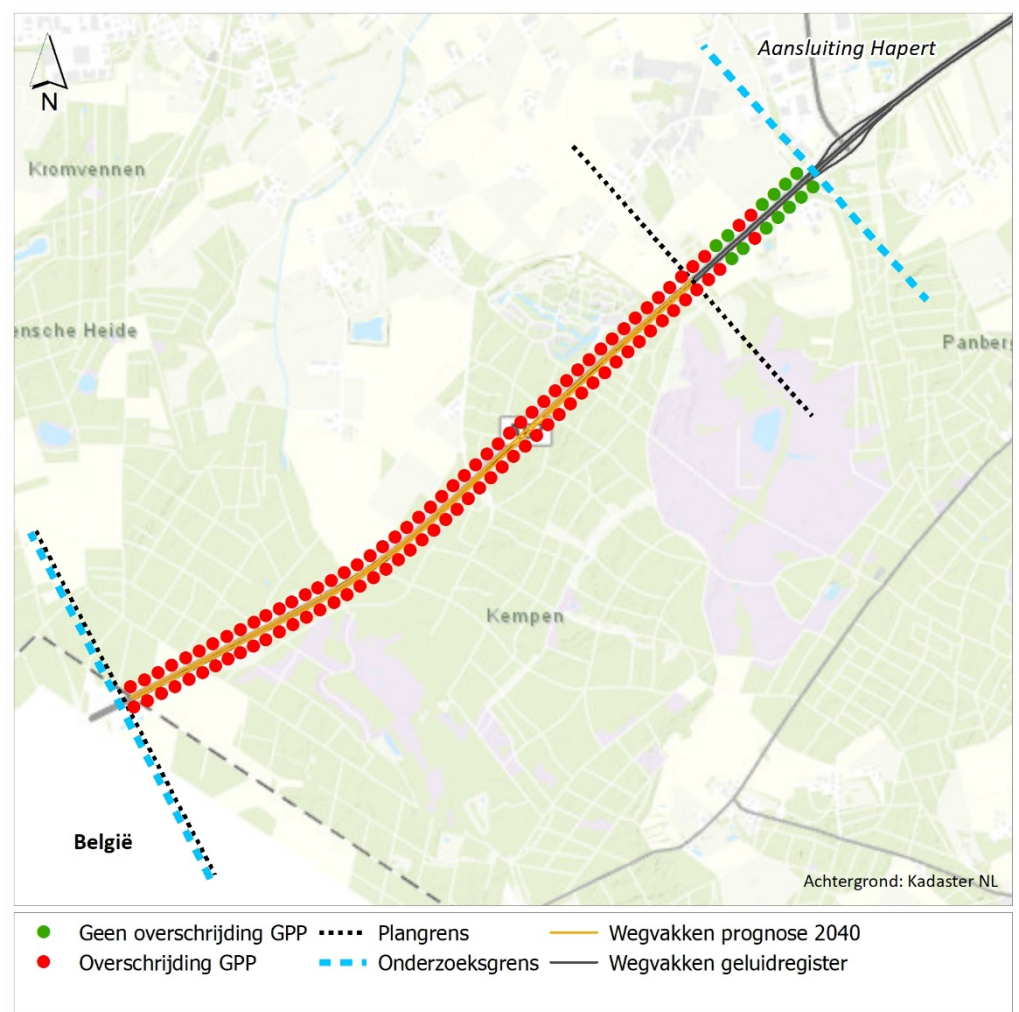 Aansluiting Hapert
N
Kromvennen
ensche Heide
Panberg
Kempen
België
Achtergrond: Kadaster NL
Geen overschrijding GPP Plangrens Wegvakken prognose 2040
Overschrijding GPP Onderzoeksgrens Wegvakken geluidregister